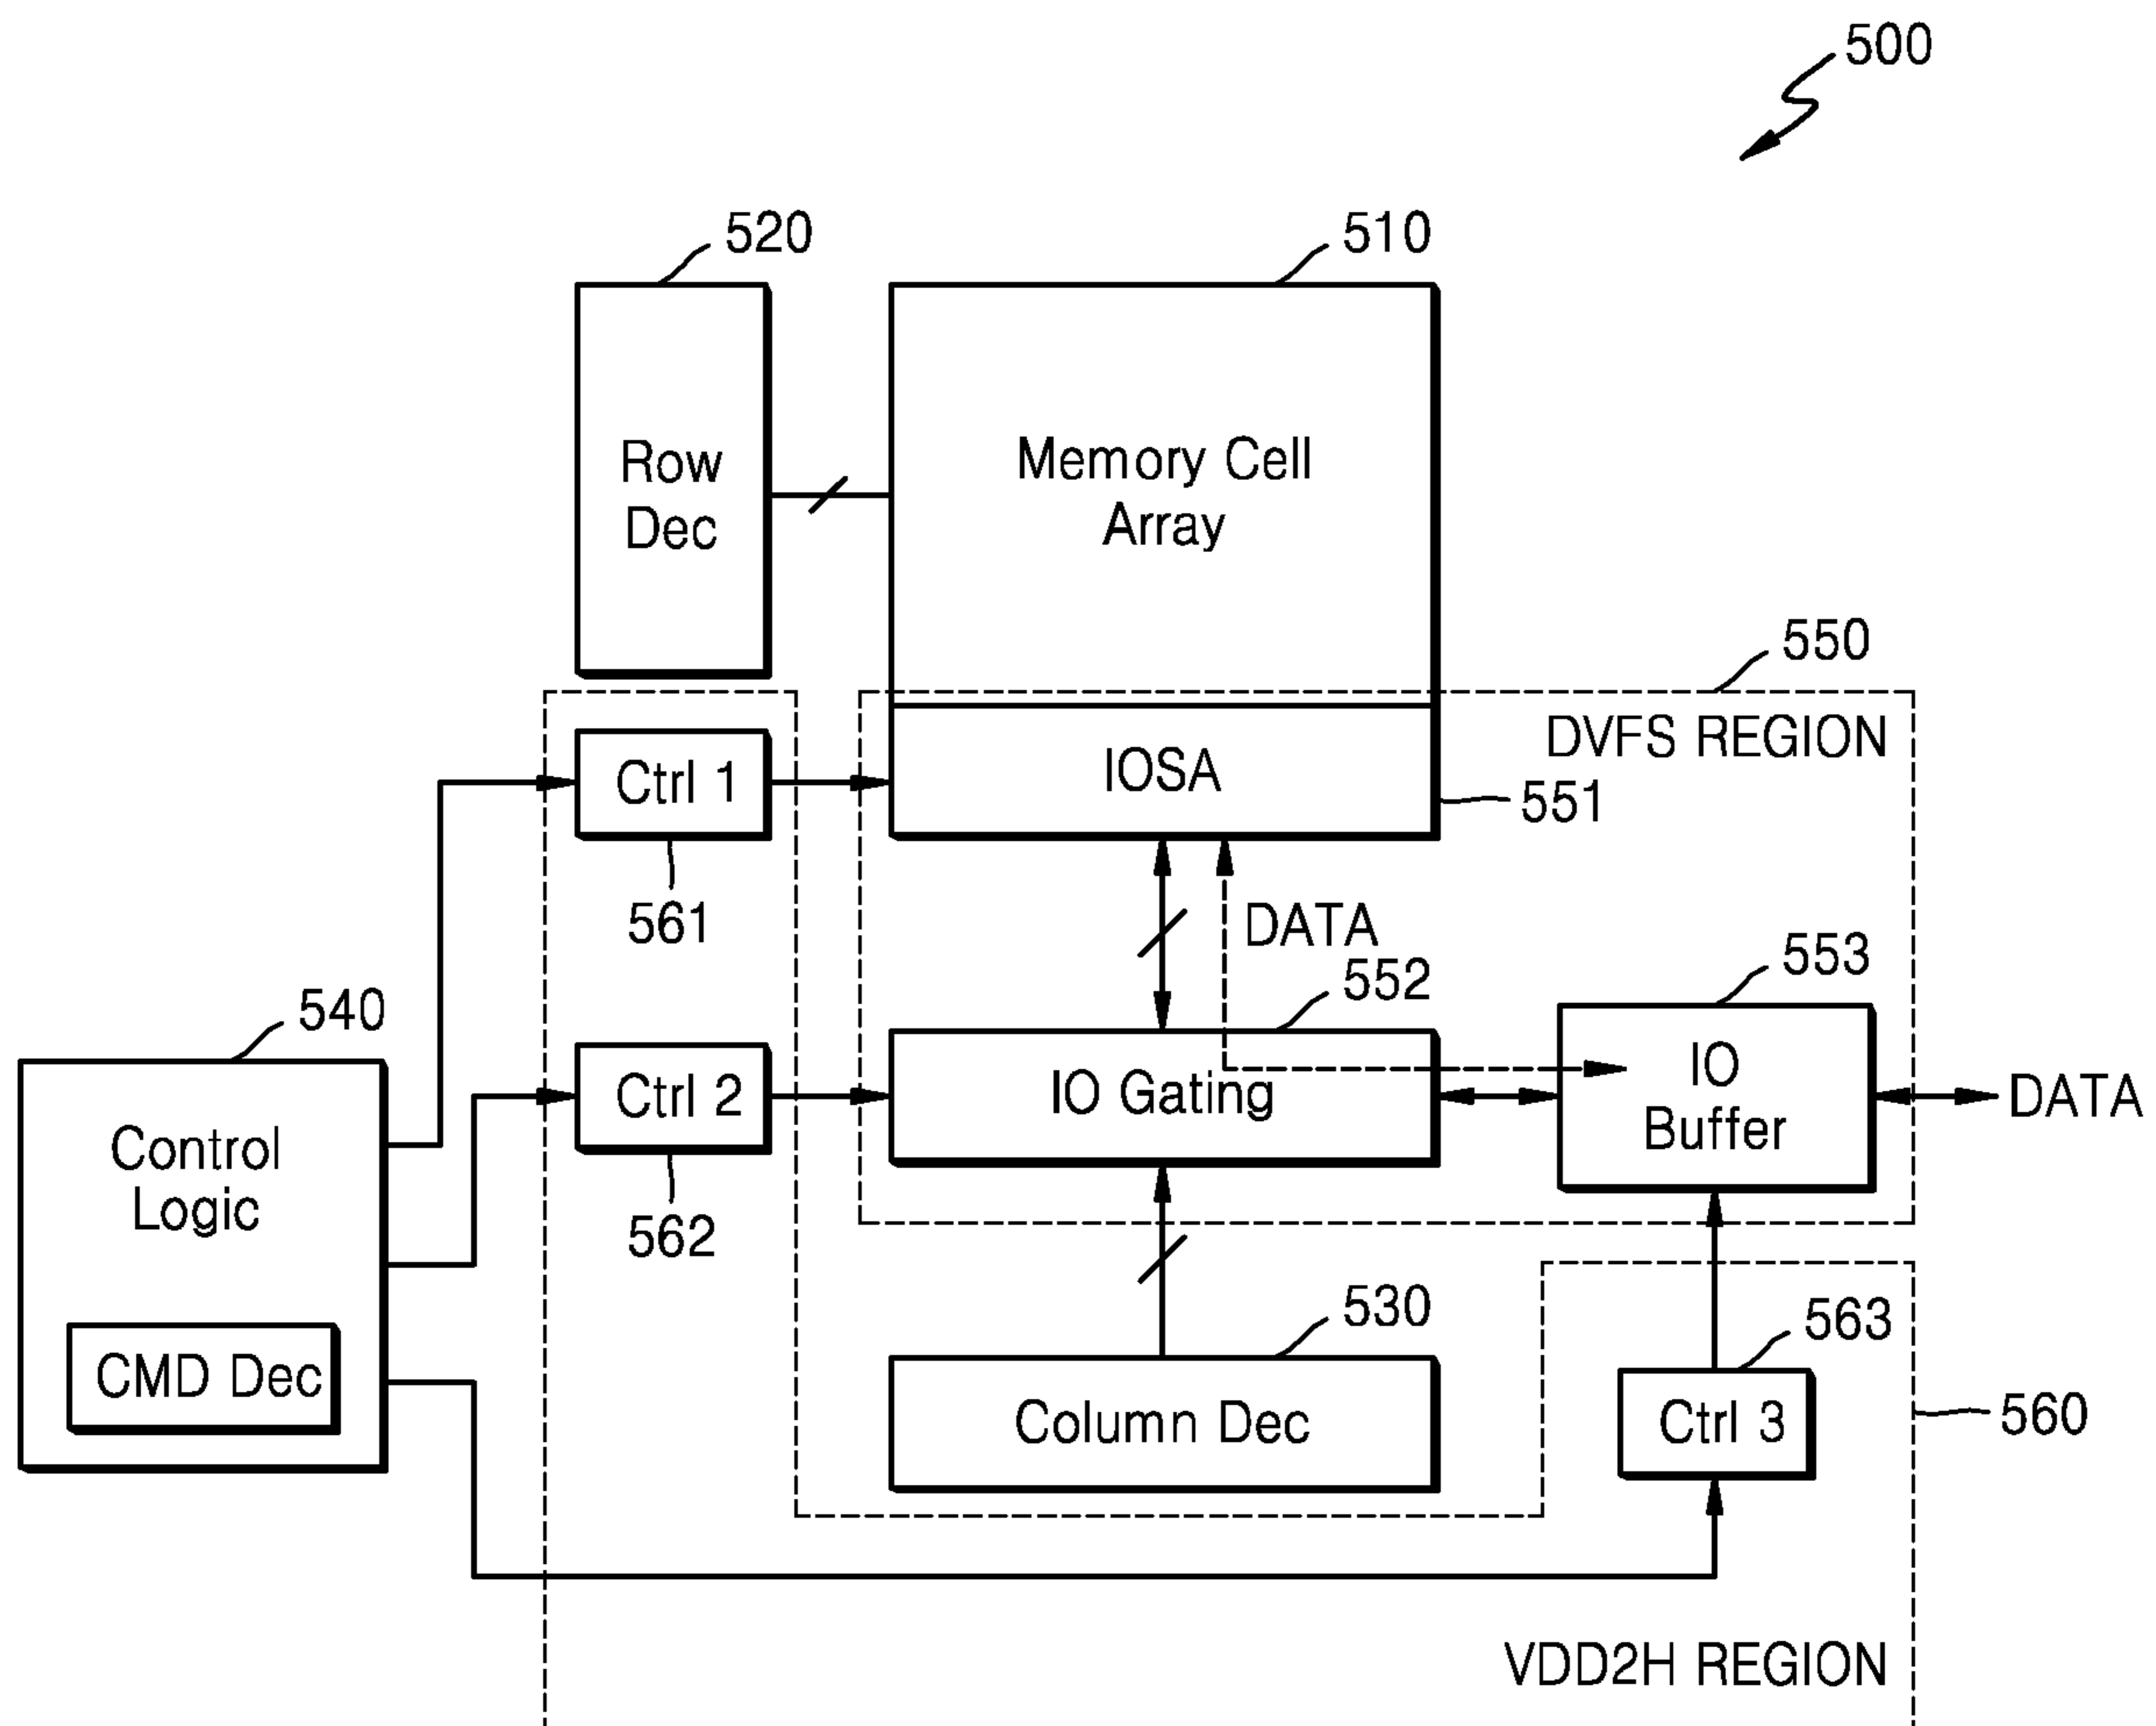 500
520
510
Row
Dec
Memory Cell
Array
550
DVFS REGION
Ctrl 1
IOSA
551
561
DATA
553
552
540
Ctrl 2
IO Gating
IO
Buffer
DATA
Control
Logic
562
530
563
CMD Dec
Column Dec
Ctrl 3
560
VDD2H REGION